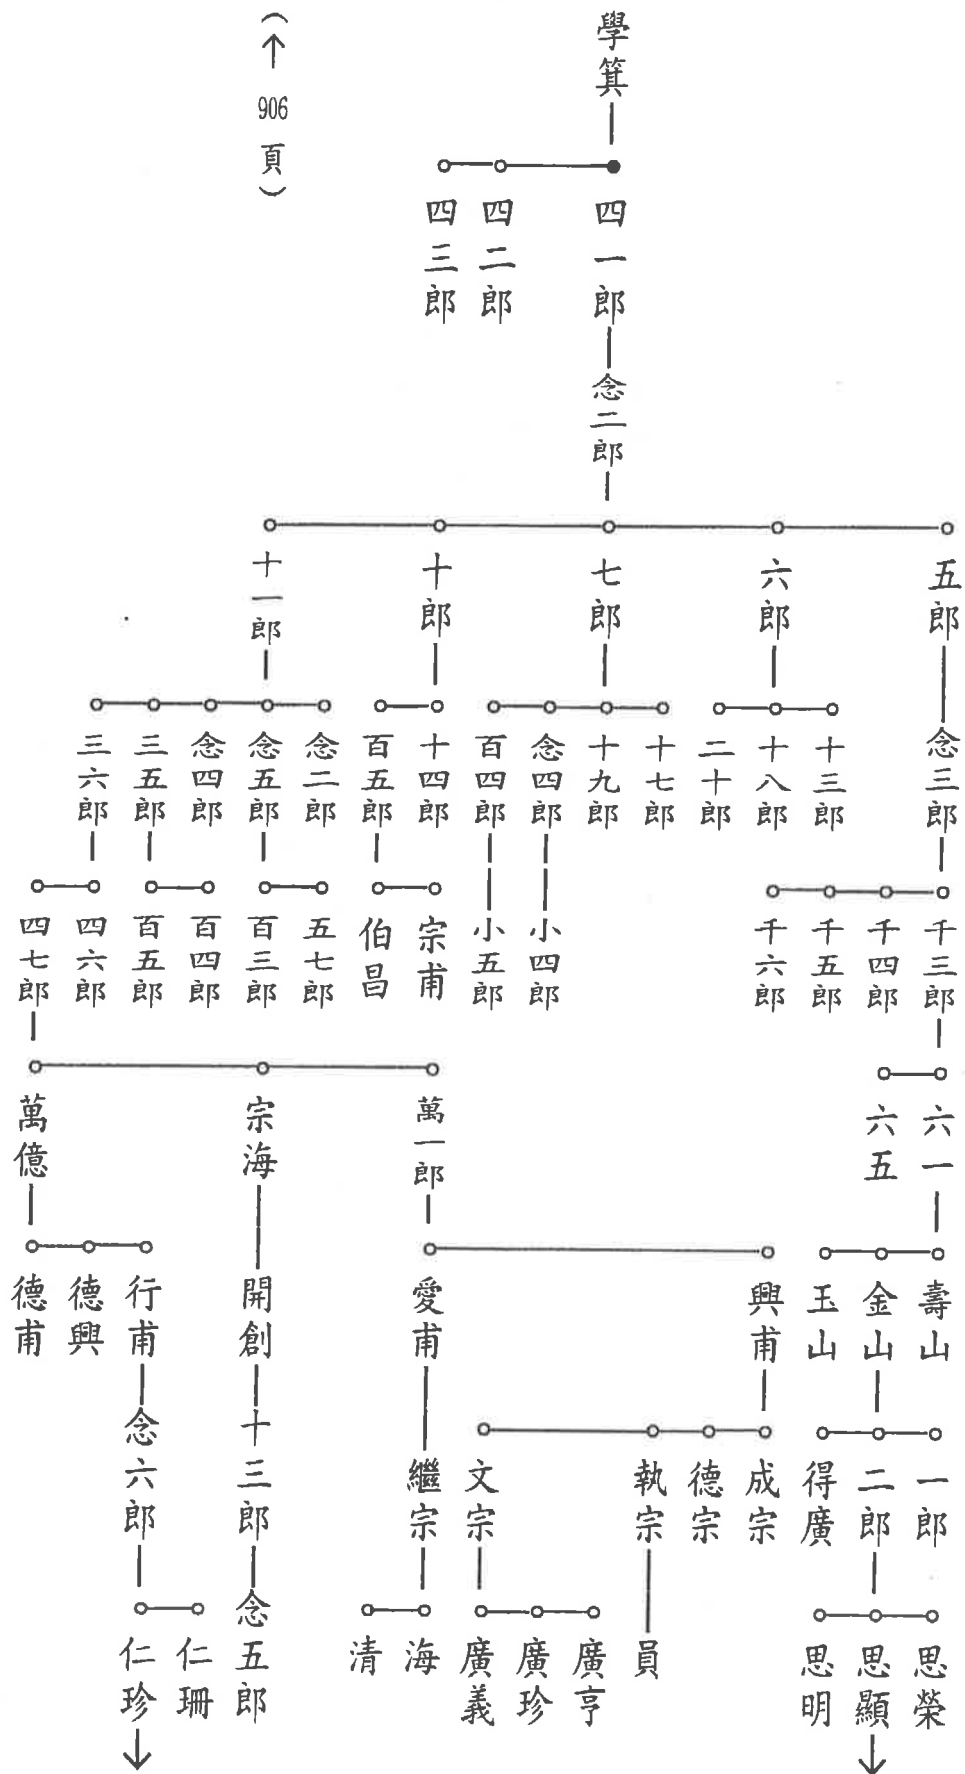 學箕
四一郎
四二郎
四三郎
(↑906頁)
念二郎
五郎
六郎
七郎
十郎
十一郎
念三郎
十三郎
十八郎
二十郎
十七郎
十九郎
念四郎
百四郎
十四郎
百五郎
念二郎
念五郎
念四郎
三五郎
三六郎
千三郎
千四郎
千五郎
千六郎
小四郎
小五郎
宗甫
伯昌
五七郎
百三郎
百四郎
百五郎
四六郎
四七郎
六一
六五
萬一郎
宗海
萬億
壽山
金山
玉山
興甫
愛甫
開創
行甫
德興
德甫
一郎
二郎
得廣
成宗
德宗
執宗
文宗
繼宗
十三郎
念六郎
思榮
思顯
思明
員
廣亨
廣珍
廣義
海
清
念五郎
仁珊
仁珍